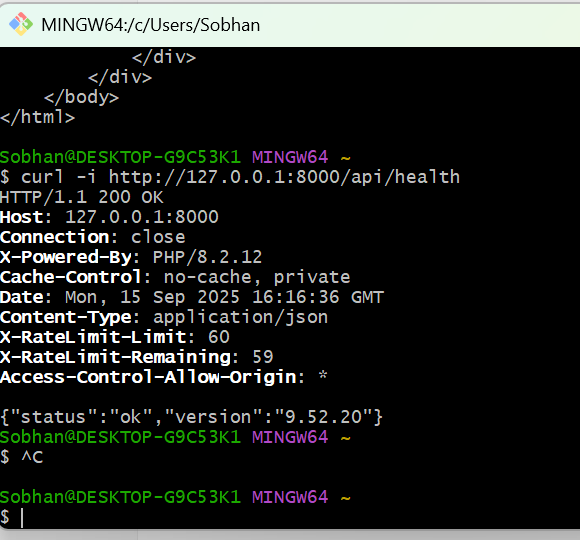 MINGW64:/c/Users/Sobhan
            </div>
        </div>
    </body>
</html>
Sobhan@DESKTOP-G9C53K1 MINGW64 ~
$ curl -i http://127.0.0.1:8000/api/health
HTTP/1.1 200 OK
Host: 127.0.0.1:8000
Connection: close
X-Powered-By: PHP/8.2.12
Cache-Control: no-cache, private
Date: Mon, 15 Sep 2025 16:16:36 GMT
Content-Type: application/json
X-RateLimit-Limit: 60
X-RateLimit-Remaining: 59
Access-Control-Allow-Origin: *
{"status":"ok","version":"9.52.20"}
Sobhan@DESKTOP-G9C53K1 MINGW64 ~
$ ^C
Sobhan@DESKTOP-G9C53K1 MINGW64 ~
$